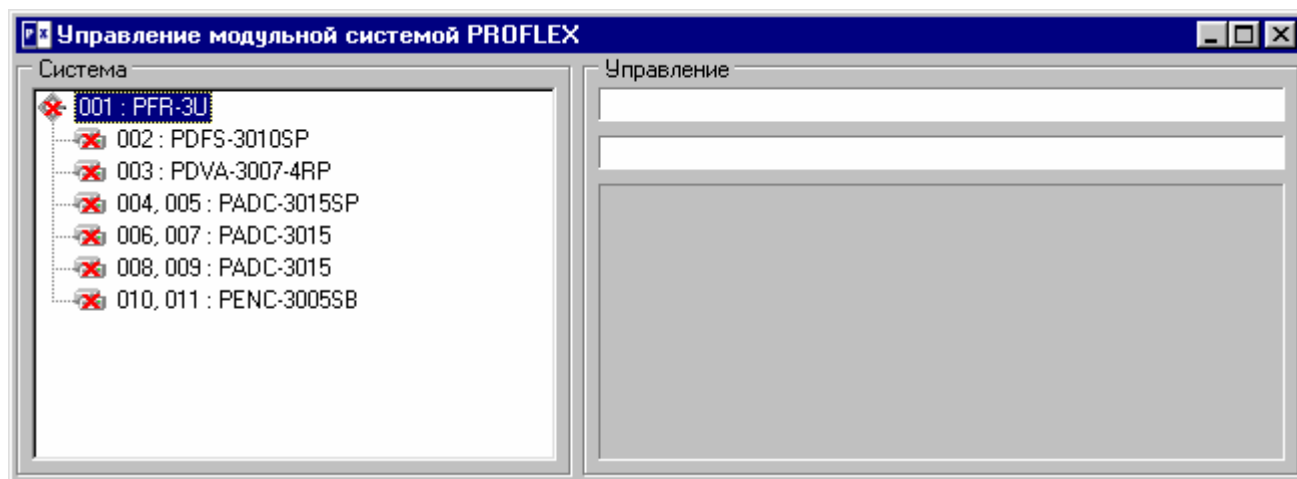 Управление модульной системой PROFLEX
Система
001 : PFR-3U
002 : PDFS-3010SP
003 : PDVA-3007-4RP
004, 005 : PADC-3015SP
006, 007 : PADC-3015
008, 009 : PADC-3015
010, 011 : PENC-3005SB
Управление